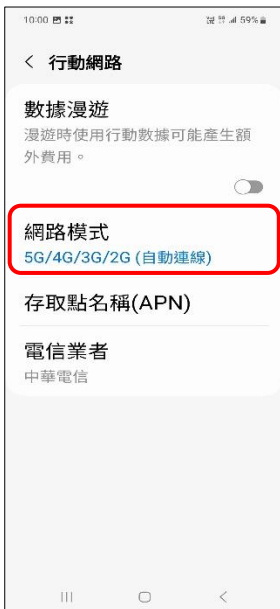 10:00
59%
行動網路
數據漫遊
漫遊時使用行動數據可能產生額
外費用。
網路模式
5G/4G/3G/2G (自動連線)
存取點名稱(APN)
電信業者
中華電信